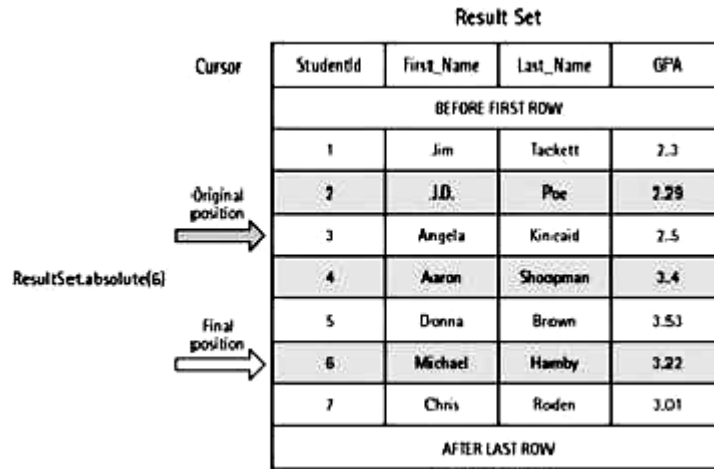 Result Set
Cursor StudentId First_Name Last_Name GPA
BEFORE FIRST ROW
1 Jim Tackett 2.3
2 J.D. Poe 2.29
Original
position
3 Angela Kincaid 2.5
ResultSet.absolute(6)
4 Aaron Shoopman 3.4
5 Donna Brown 3.53
Final
position
6 Michael Hamby 3.22
7 Chris Roden 3.01
AFTER LAST ROW